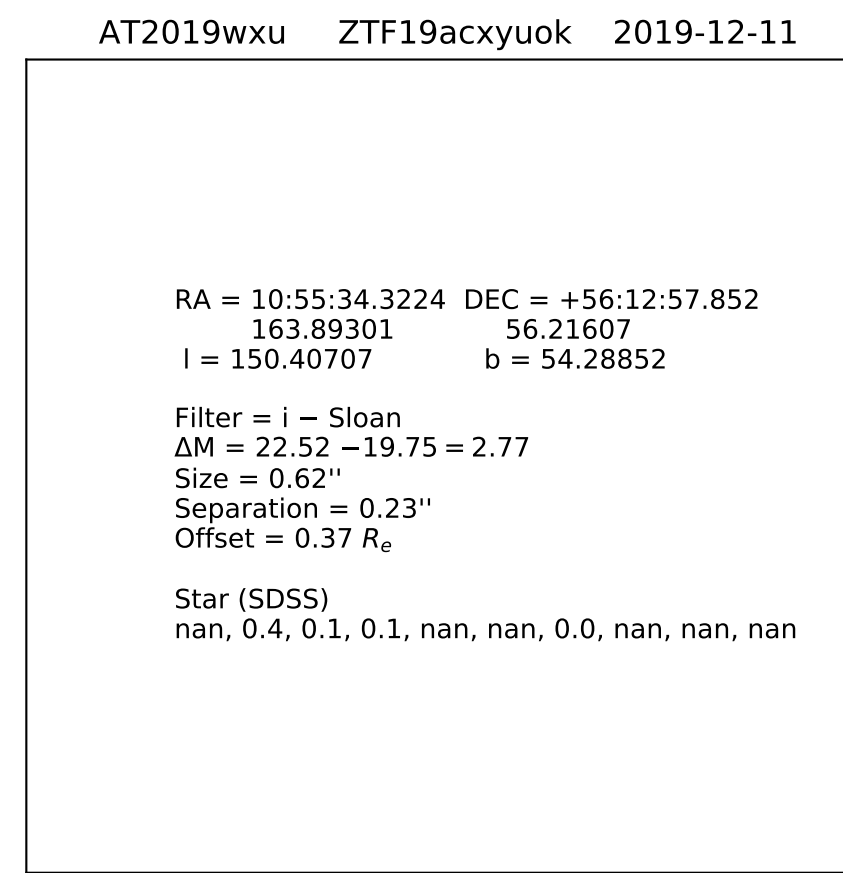 AT2019wxu ZTF19acxyuok 2019-12-11
RA = 10:55:34.3224 DEC = +56:12:57.852
163.89301 56.21607
l = 150.40707 b = 54.28852
Filter = i − Sloan
ΔM = 22.52 −19.75 = 2.77
Size = 0.62''
Separation = 0.23''
Offset = 0.37 Re
Star (SDSS)
nan, 0.4, 0.1, 0.1, nan, nan, 0.0, nan, nan, nan